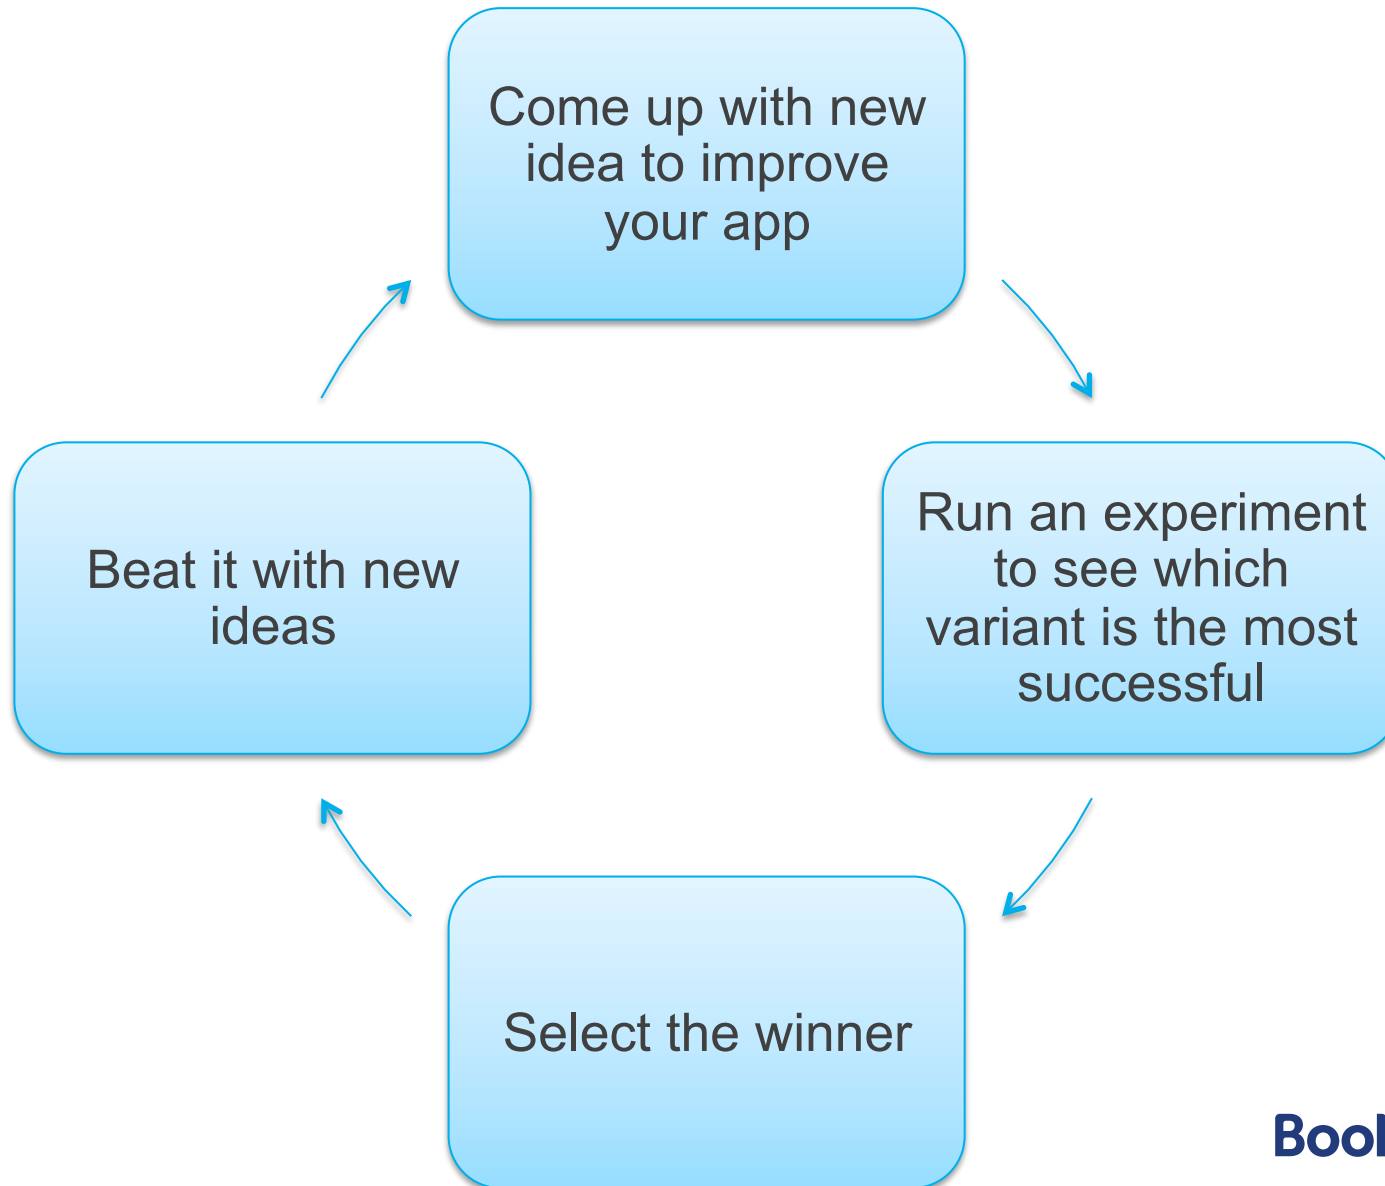 Come up with new
idea to improve
your app
Run an experiment
to see which
variant is the most
successful
Select the winner
Beat it with new
ideas